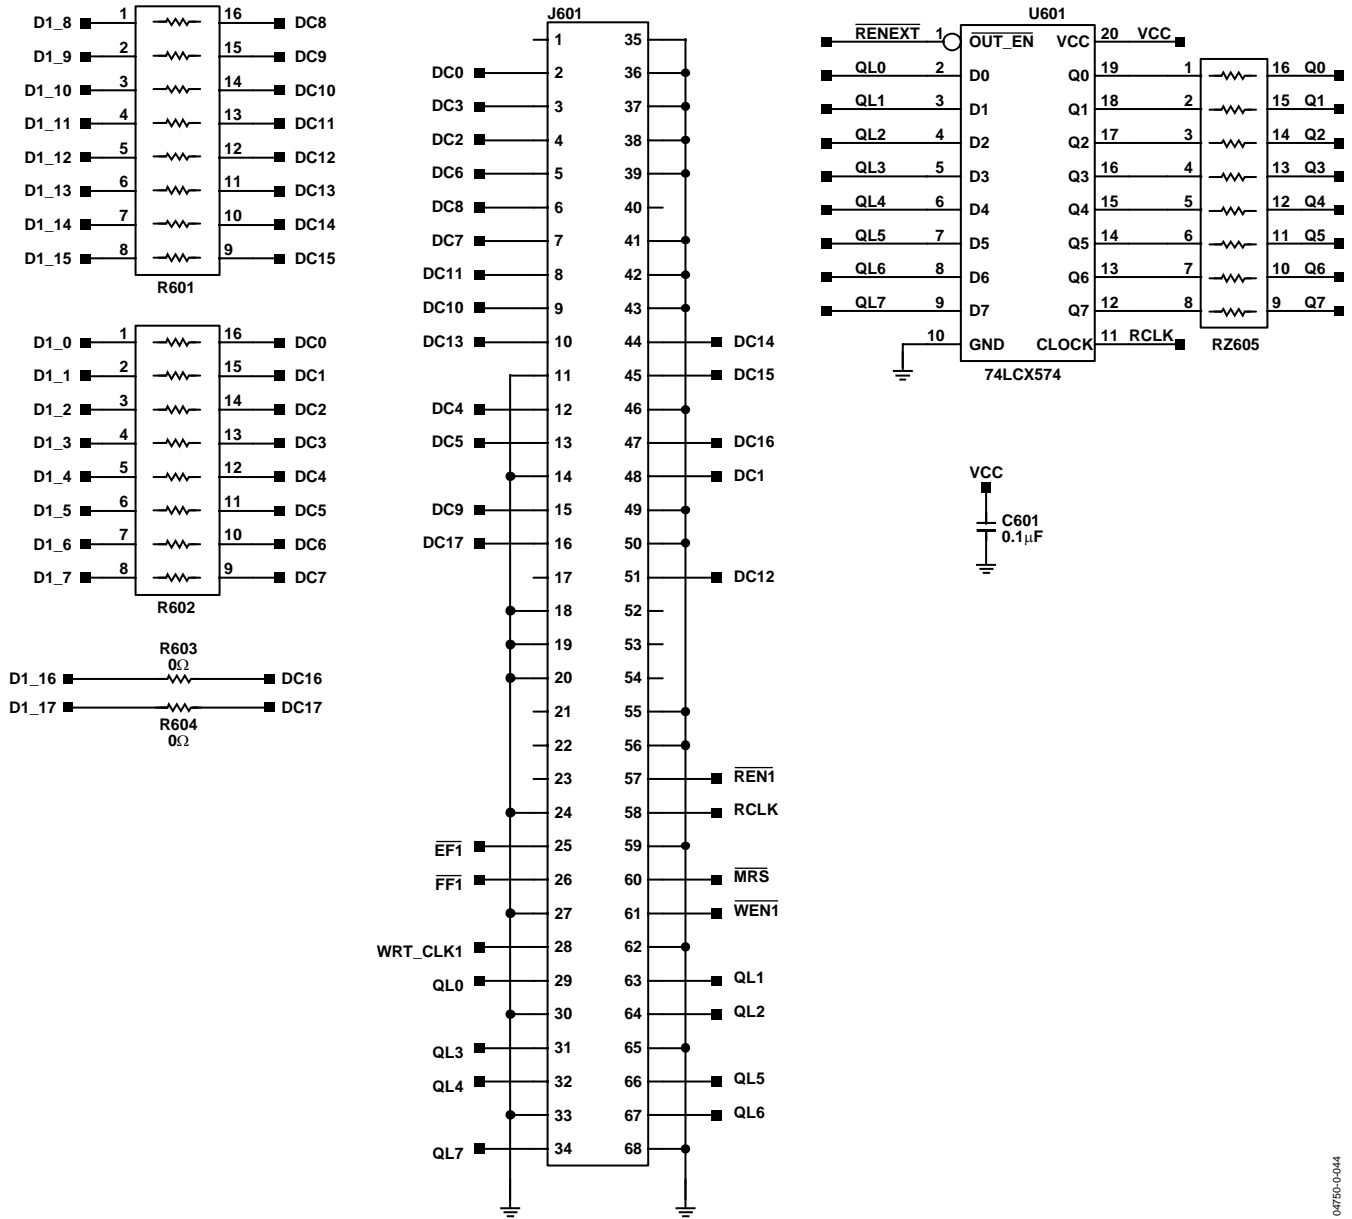 D1_8 1 16 DC8
D1_9 2 15 DC9
D1_10 3 14 DC10
D1_11 4 13 DC11
D1_12 5 12 DC12
D1_13 6 11 DC13
D1_14 7 10 DC14
D1_15 8 9 DC15
R601
D1_0 1 16 DC0
D1_1 2 15 DC1
D1_2 3 14 DC2
D1_3 4 13 DC3
D1_4 5 12 DC4
D1_5 6 11 DC5
D1_6 7 10 DC6
D1_7 8 9 DC7
R602
R603
0Ω
D1_16 DC16
D1_17 DC17
R604
0Ω
J601
1 35
DC0 2 36
DC3 3 37
DC2 4 38
DC6 5 39
DC8 6 40
DC7 7 41
DC11 8 42
DC10 9 43
DC13 10 44 DC14
11 45 DC15
DC4 12 46
DC5 13 47 DC16
14 48 DC1
DC9 15 49
DC17 16 50
17 51 DC12
18 52
19 53
20 54
21 55
22 56
23 57 REN1
24 58 RCLK
EF1 25 59
FF1 26 60 MRS
27 61 WEN1
WRT_CLK1 28 62
QL0 29 63 QL1
30 64 QL2
QL3 31 65
QL4 32 66 QL5
33 67 QL6
QL7 34 68
U601
RENEXT 1 OUT_EN VCC 20 VCC
QL0 2 D0 Q0 19 1 16 Q0
QL1 3 D1 Q1 18 2 15 Q1
QL2 4 D2 Q2 17 3 14 Q2
QL3 5 D3 Q3 16 4 13 Q3
QL4 6 D4 Q4 15 5 12 Q4
QL5 7 D5 Q5 14 6 11 Q5
QL6 8 D6 Q6 13 7 10 Q6
QL7 9 D7 Q7 12 8 9 Q7
10 GND CLOCK 11 RCLK
RZ605
74LCX574
VCC
C601
0.1μF
04750-0-044